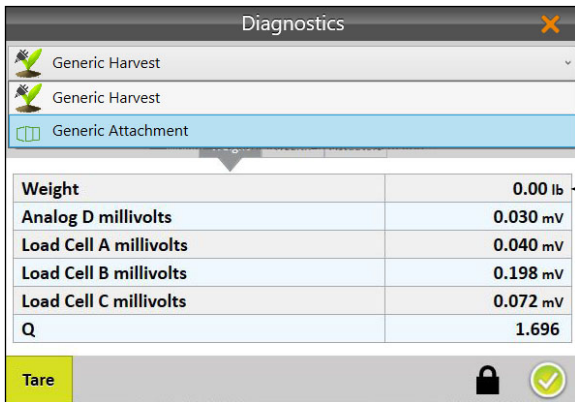 Diagnostics
Generic Harvest
Generic Harvest
Generic Attachment
Weight 0.00 lb
Analog D millivolts 0.030 mV
Load Cell A millivolts 0.040 mV
Load Cell B millivolts 0.198 mV
Load Cell C millivolts 0.072 mV
Q 1.696
Tare